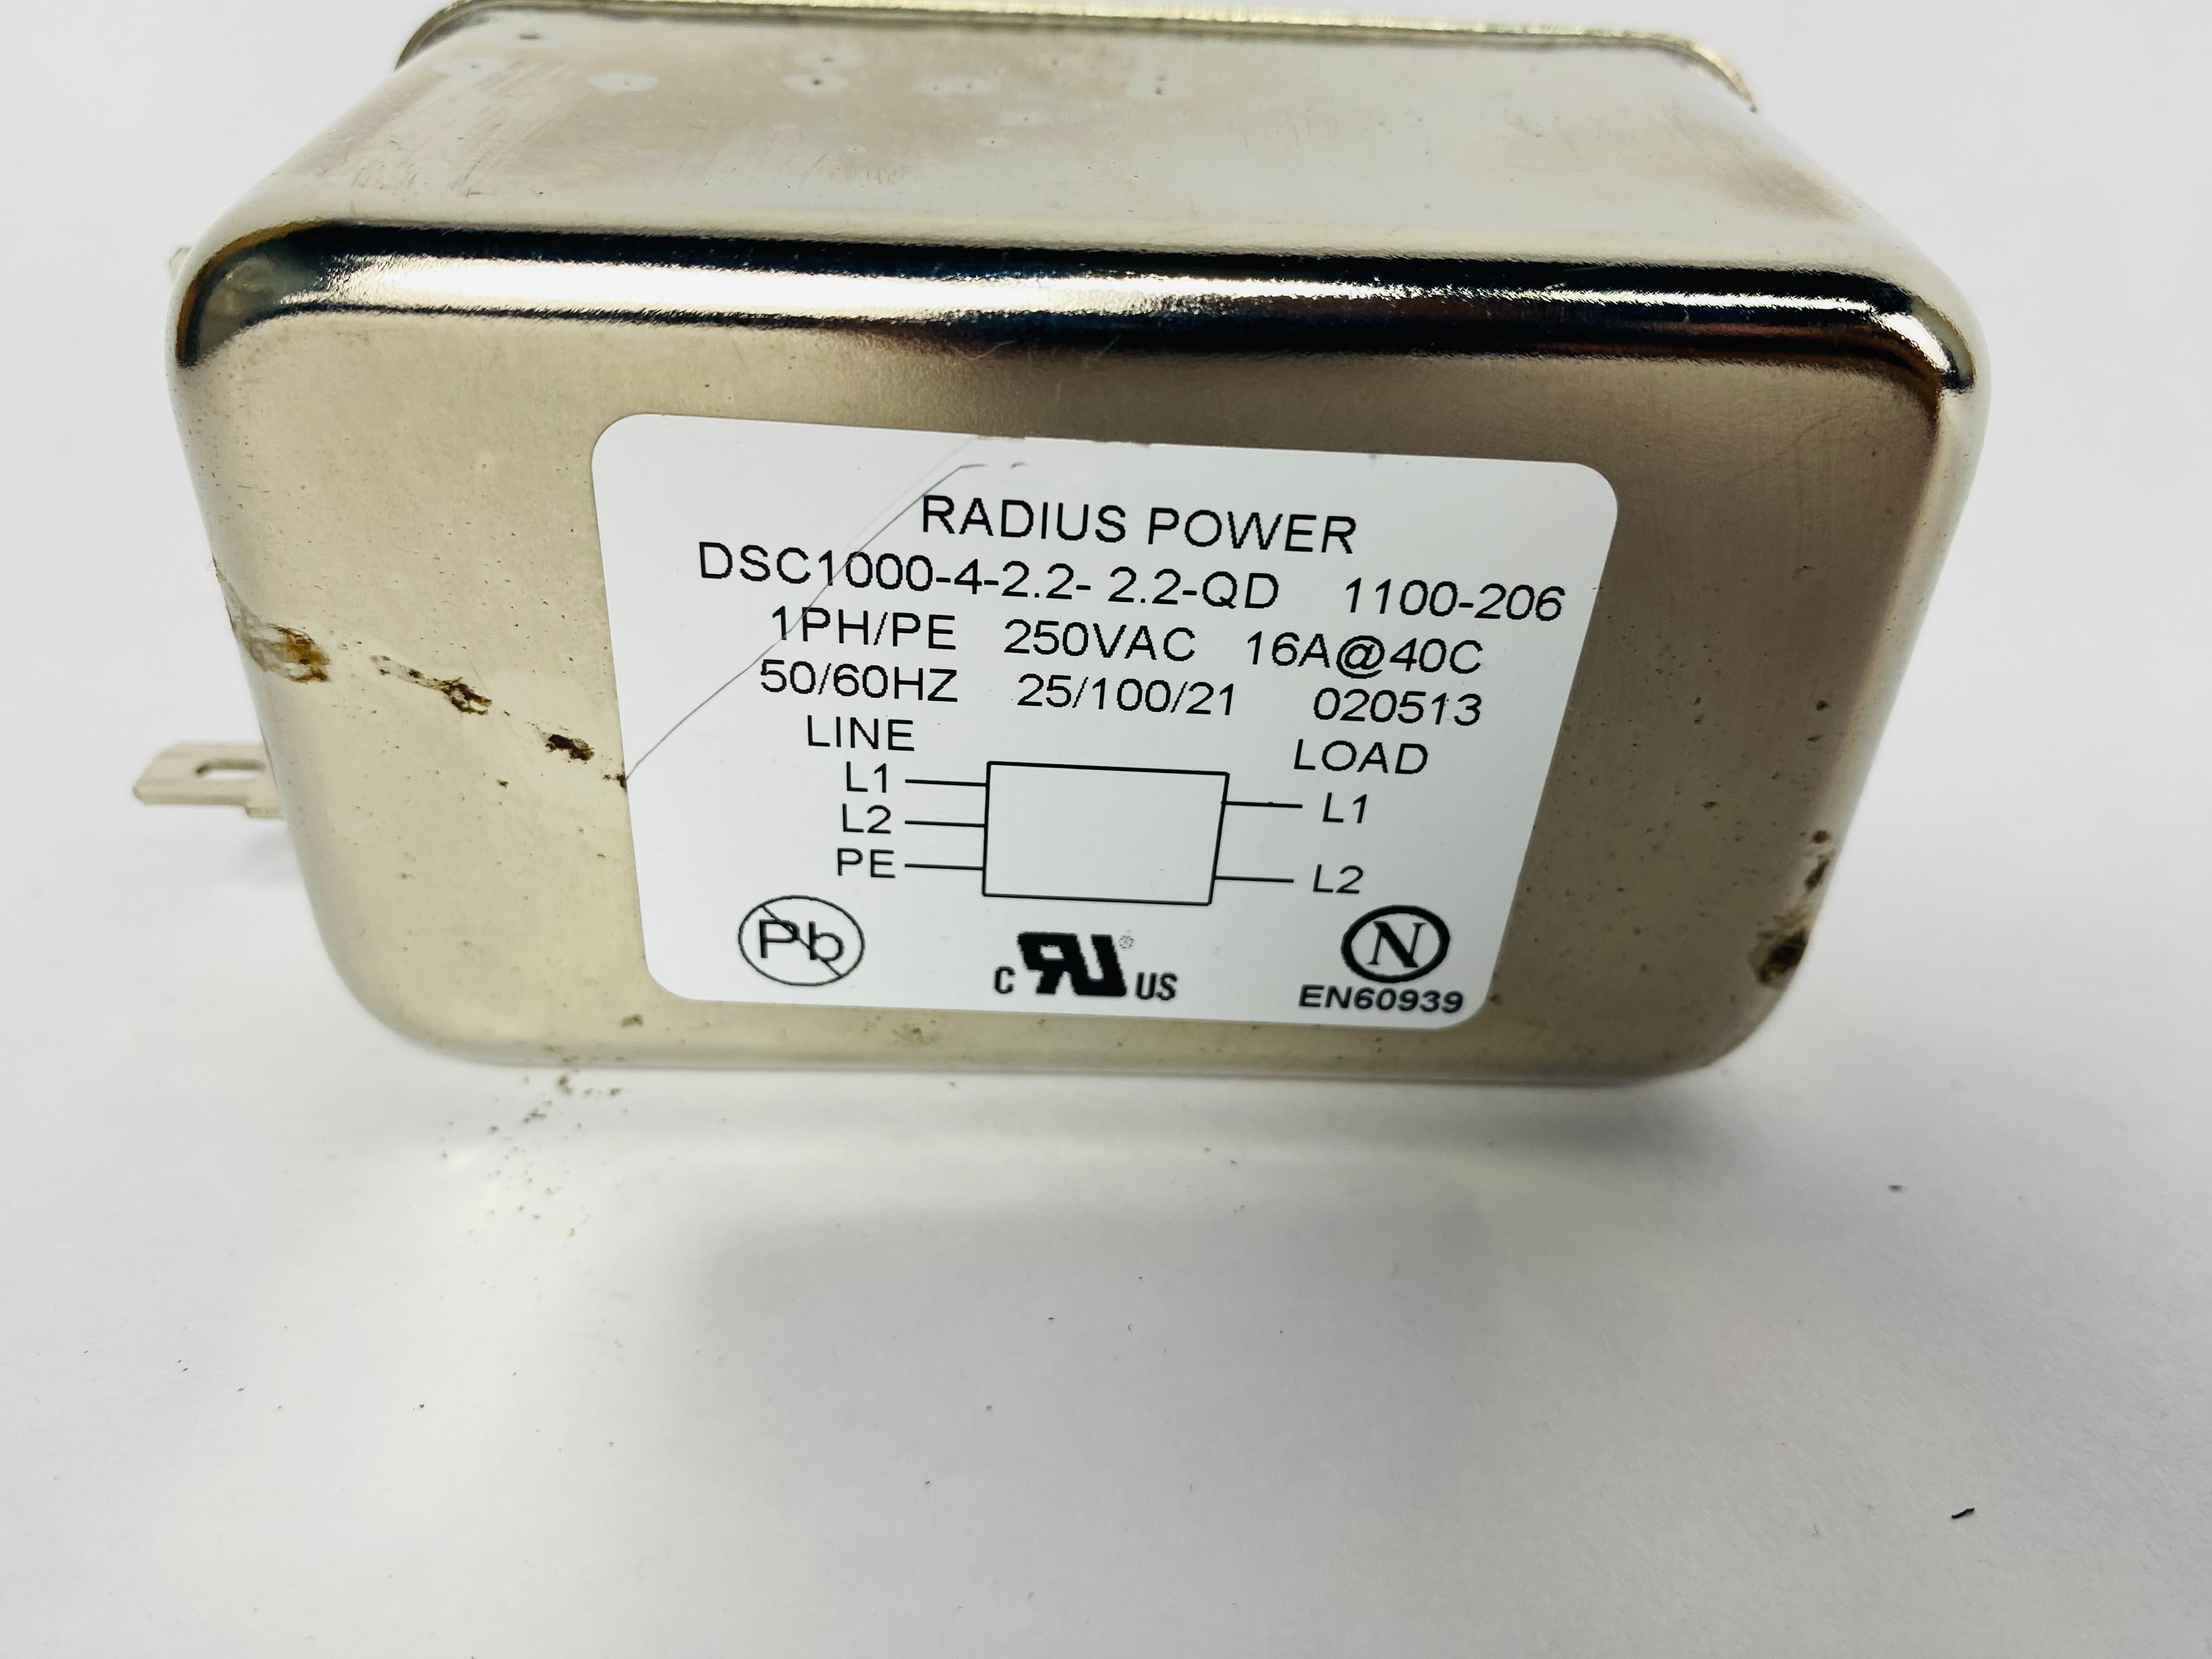 RADIUS POWER
DSC1000-4-2.2- 2.2-QD 1100-206
1PH/PE 250VAC 16A@40C
50/60HZ 25/100/21 020513
LINE LOAD
L1 L1
L2
PE L2
Pb c RU ® US N
EN60939